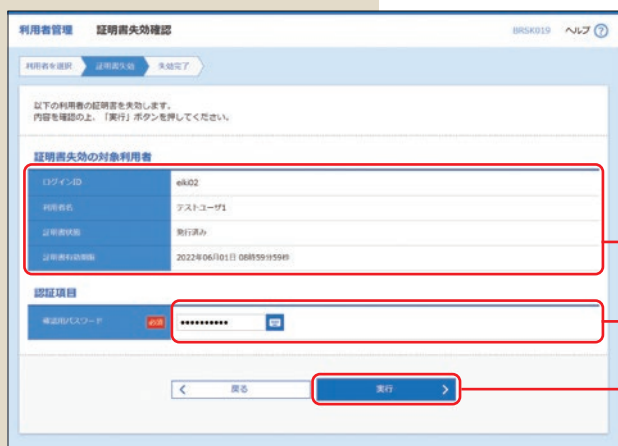 利用者管理 証明書失効確認 BRSK019 ヘルプ ?
利用者を選択 証明書失効 失効完了
以下の利用者の証明書を失効します。
内容を確認の上、「実行」ボタンを押してください。
証明書失効の対象利用者
ログインID eiki02
利用者名 テストユーザ1
証明書状態 発行済み
証明書有効期限 2022年06月01日 08時59分59秒
認証項目
確認用パスワード 必須 ••••••••••
戻る 実行